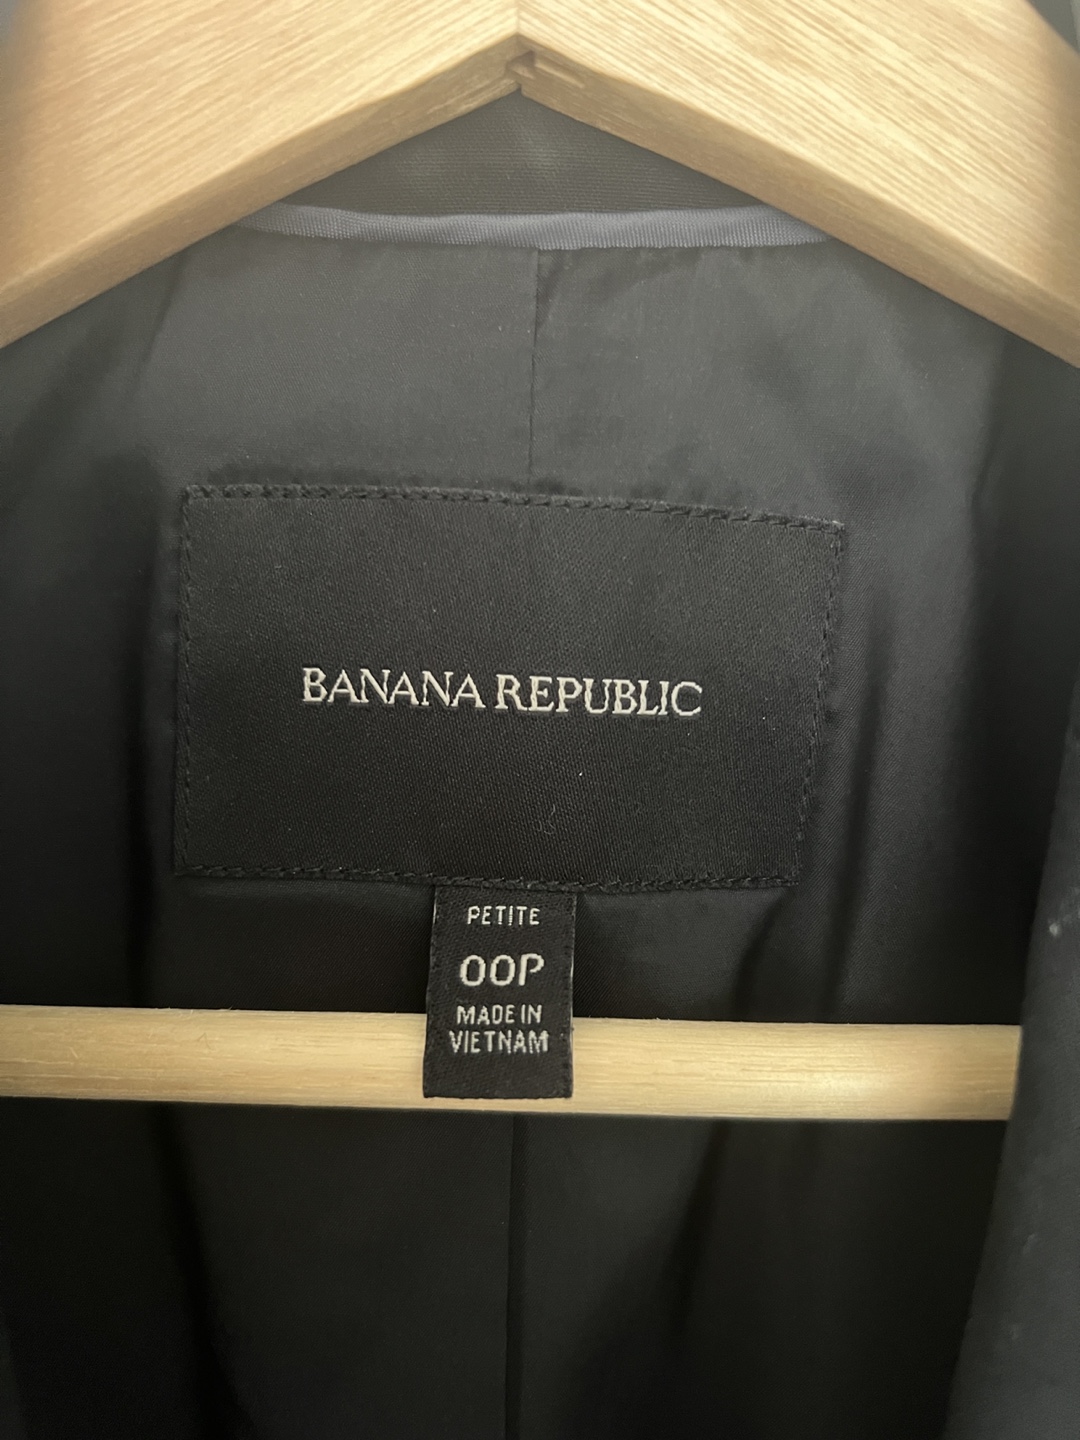 BANANA REPUBLIC
PETITE
00P
MADE IN
VIETNAM